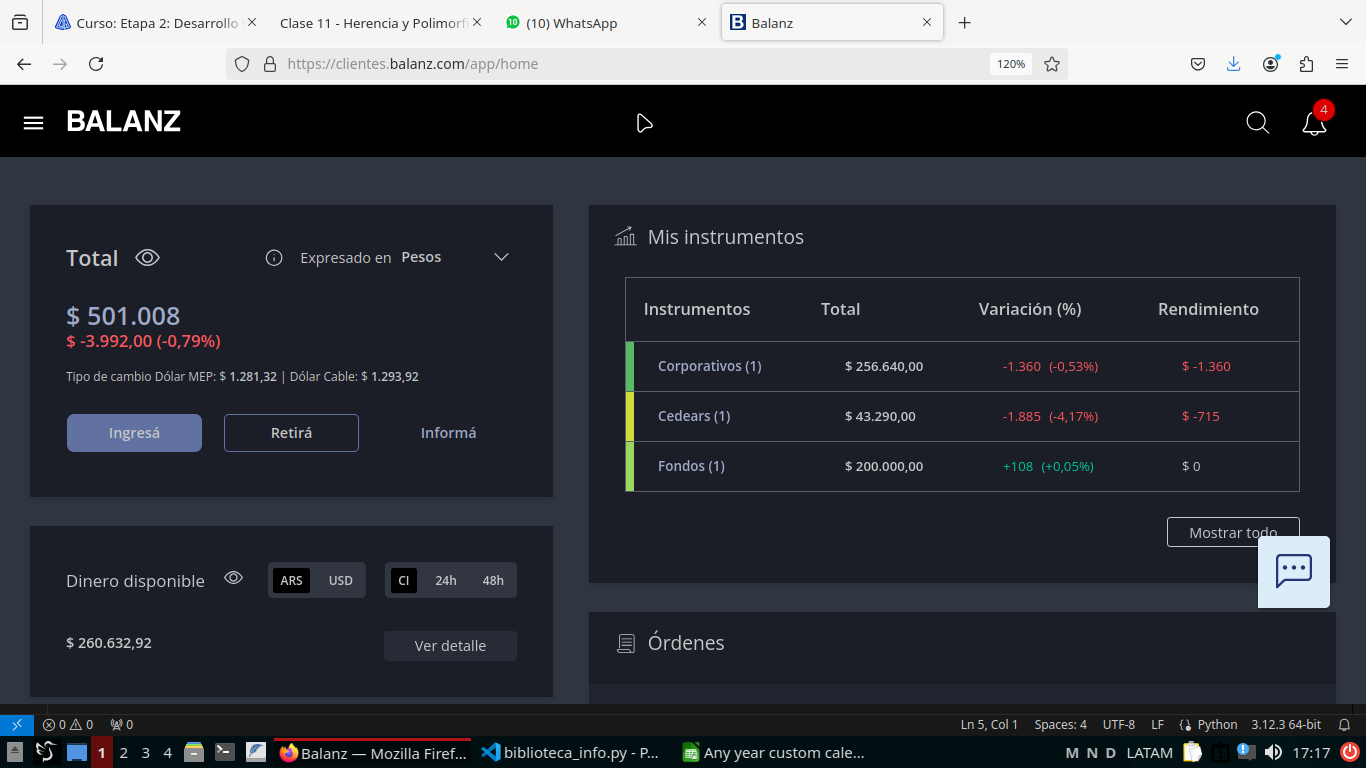 Curso: Etapa 2: Desarrollo
Clase 11 - Herencia y Polimorf
10
(10) WhatsApp
B
Balanz
https://clientes.balanz.com/app/home
120%
BALANZ
4
Total
Expresado en Pesos
$ 501.008
$ -3.992,00 (-0,79%)
Tipo de cambio Dólar MEP: $ 1.281,32 | Dólar Cable: $ 1.293,92
Ingresá
Retirá
Informá
Dinero disponible
ARS USD
CI 24h 48h
$ 260.632,92
Ver detalle
Mis instrumentos
Instrumentos Total Variación (%) Rendimiento
Corporativos (1) $ 256.640,00 -1.360 (-0,53%) $ -1.360
Cedears (1) $ 43.290,00 -1.885 (-4,17%) $ -715
Fondos (1) $ 200.000,00 +108 (+0,05%) $ 0
Mostrar todo
Órdenes
0 0 0
Ln 5, Col 1 Spaces: 4 UTF-8 LF Python 3.12.3 64-bit
1 2 3 4
Balanz — Mozilla Firef...
biblioteca_info.py - P...
Any year custom cale...
M N D LATAM
17:17